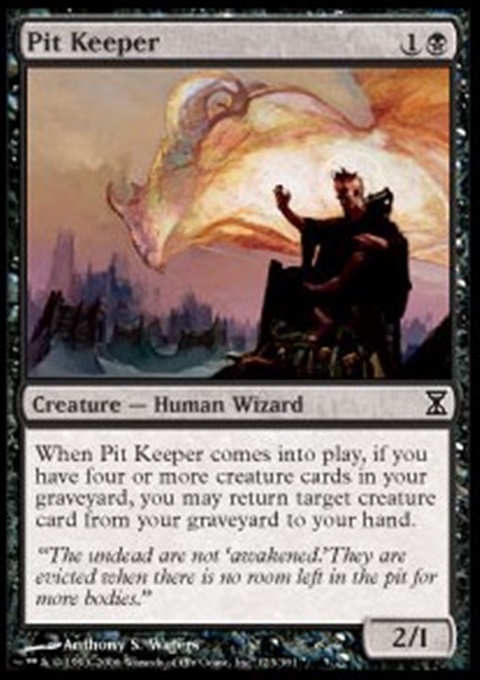 Pit Keeper 1
Creature — Human Wizard
When Pit Keeper comes into play, if you
have four or more creature cards in your
graveyard, you may return target creature
card from your graveyard to your hand.
“The undead are not ‘awakened.’ They are
evicted when there is no room left in the pit for
more bodies.”
Anthony S. Waters
2/1